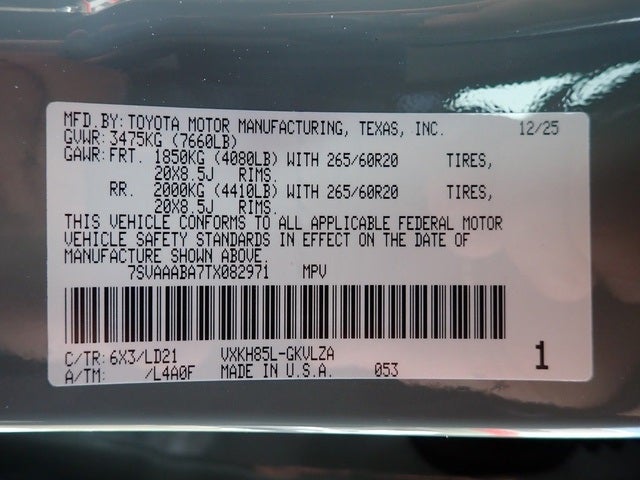 MFD.BY: TOYOTA MOTOR MANUFACTURING, TEXAS, INC. 12/25
GVWR: 3475KG (7660LB)
GAWR: FRT. 1850KG (4080LB) WITH 265/60R20 TIRES,
20X8.5J RIMS.
RR. 2000KG (4410LB) WITH 265/60R20 TIRES,
20X8.5J RIMS.
THIS VEHICLE CONFORMS TO ALL APPLICABLE FEDERAL MOTOR
VEHICLE SAFETY STANDARDS IN EFFECT ON THE DATE OF
MANUFACTURE SHOWN ABOVE.
7SVAAABA7TX082971 MPV
C/TR: 6X3/LD21 VXKH85L-GKVLZA 1
A/TM: /L4A0F MADE IN U.S.A. 053